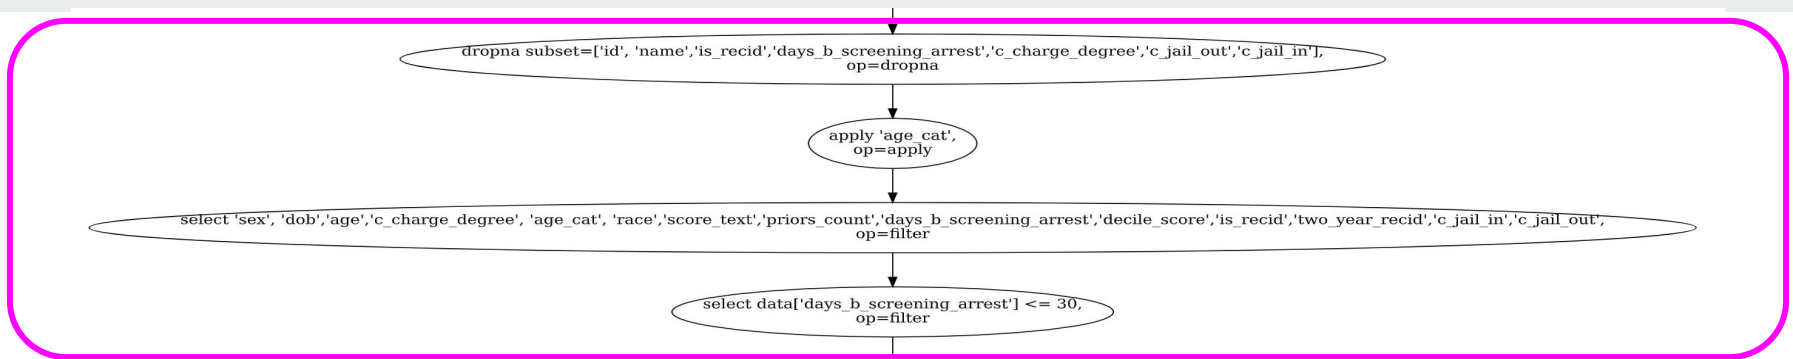 dropna subset=['id', 'name','is_recid','days_b_screening_arrest','c_charge_degree','c_jail_out','c_jail_in'],
op=dropna
apply 'age_cat',
op=apply
select 'sex', 'dob','age','c_charge_degree', 'age_cat', 'race','score_text','priors_count','days_b_screening_arrest','decile_score','is_recid','two_year_recid','c_jail_in','c_jail_out',
op=filter
select data['days_b_screening_arrest'] <= 30,
op=filter